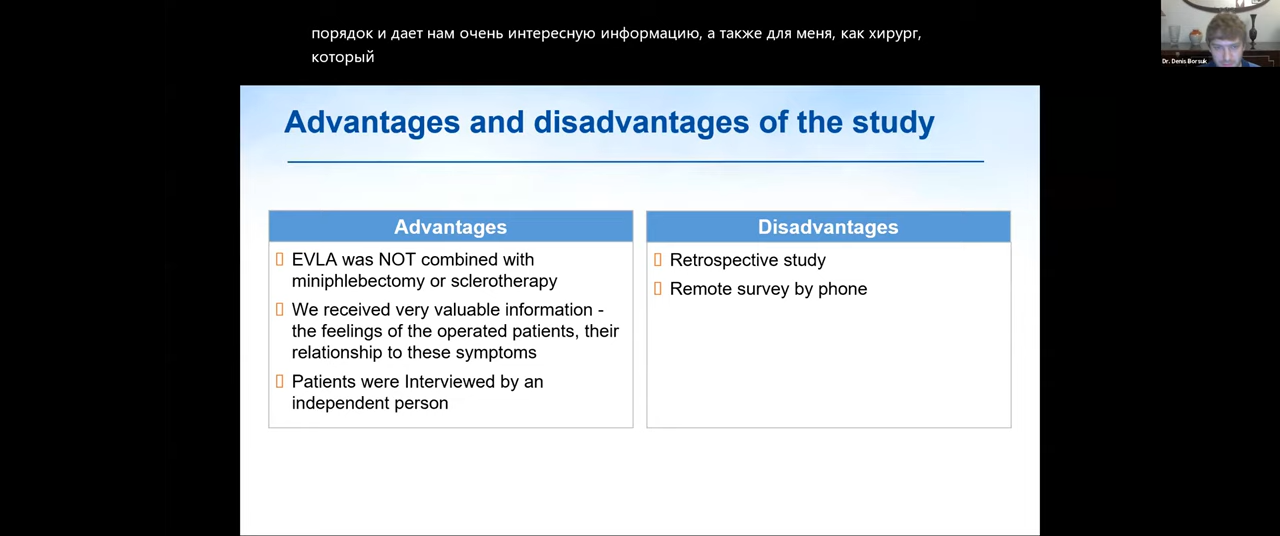 порядок и дает нам очень интересную информацию, а также для меня, как хирург,
который
Dr. Denis Borsuk
Advantages and disadvantages of the study
Advantages
EVLA was NOT combined with
miniphlebectomy or sclerotherapy
We received very valuable information -
the feelings of the operated patients, their
relationship to these symptoms
Patients were Interviewed by an
independent person
Disadvantages
Retrospective study
Remote survey by phone